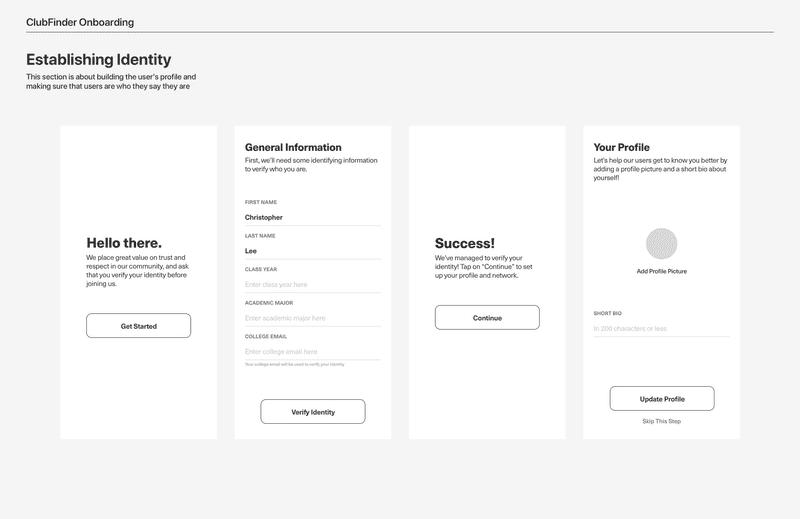 ClubFinder Onboarding
Establishing Identity
This section is about building the user's profile and
making sure that users are who they say they are
Hello there.
We place great value on trust and
respect in our community, and ask
that you verify your identity before
joining us.
Get Started
General Information
First, we'll need some identifying information
to verify who you are.
FIRST NAME
Christopher
LAST NAME
Lee
CLASS YEAR
Enter class year here
ACADEMIC MAJOR
Enter academic major here
COLLEGE EMAIL
Enter college email here
Your college email will be used to verify your identity
Verify Identity
Success!
We've managed to verify your
identity! Tap on "Continue" to set
up your profile and network.
Continue
Your Profile
Let's help our users get to know you better by
adding a profile picture and a short bio about
yourself!
Add Profile Picture
SHORT BIO
In 200 characters or less
Update Profile
Skip This Step